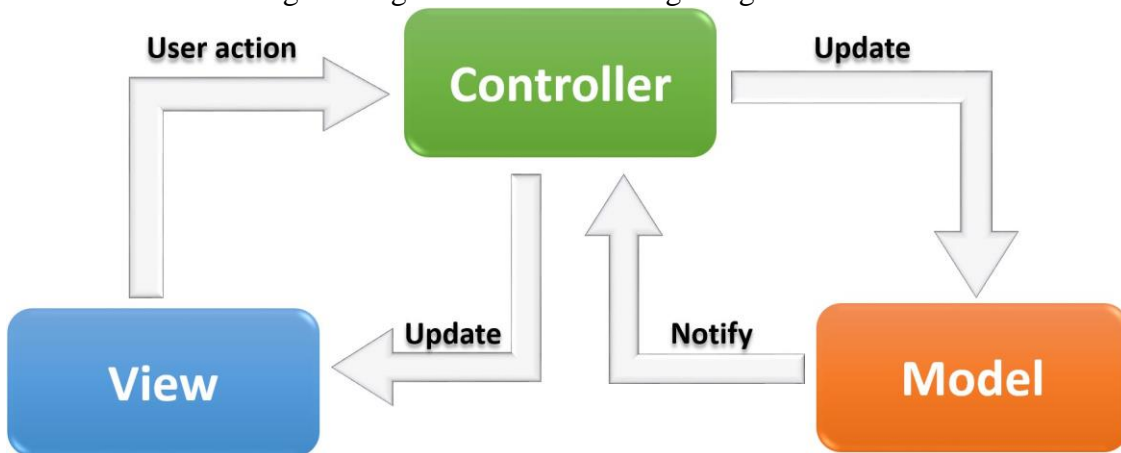 User action
Controller
Update
Update
Notify
View
Model